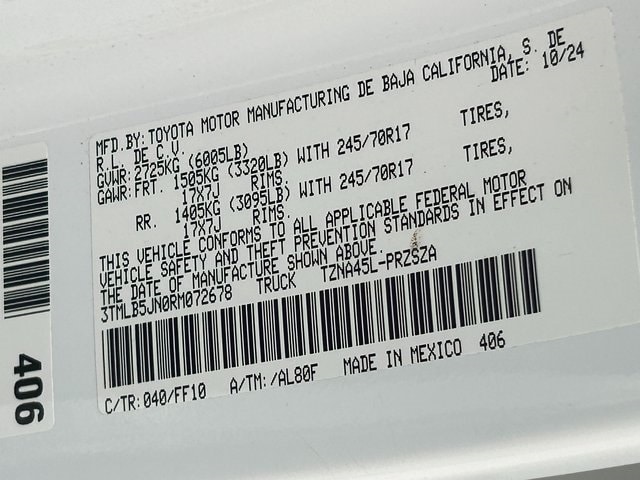 MFD.BY:TOYOTA MOTOR MANUFACTURING DE BAJA CALIFORNIA, S. DE
R.L. DE C.V. DATE: 10/24
GVWR:2725KG (6005LB)
GAWR:FRT. 1505KG (3320LB) WITH 245/70R17 TIRES,
17X7J RIMS.
RR. 1405KG (3095LB) WITH 245/70R17 TIRES,
17X7J RIMS.
THIS VEHICLE CONFORMS TO ALL APPLICABLE FEDERAL MOTOR
VEHICLE SAFETY AND THEFT PREVENTION STANDARDS IN EFFECT ON
THE DATE OF MANUFACTURE SHOWN ABOVE.
3TMLB5JN0RM072678 TRUCK TZNA45L-PRZSZA
C/TR:040/FF10 A/TM:/AL80F MADE IN MEXICO 406
406